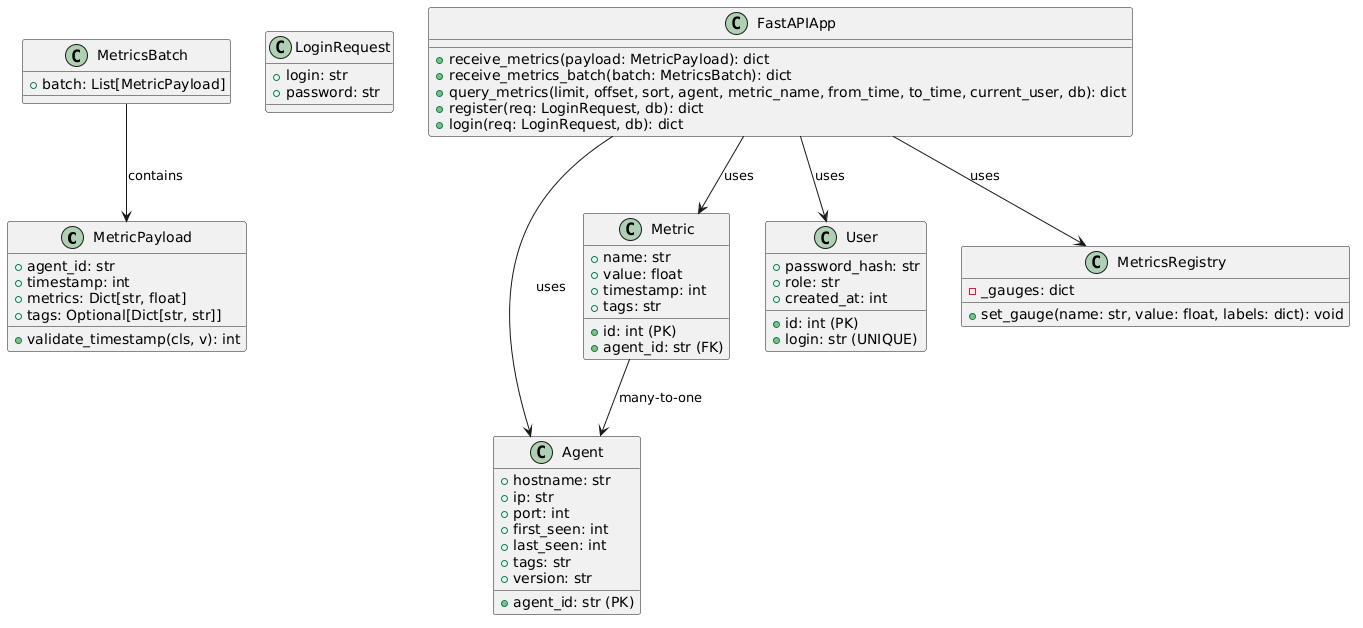 C MetricsBatch
batch: List[MetricPayload]
C LoginRequest
login: str
password: str
C FastAPIApp
receive_metrics(payload: MetricPayload): dict
receive_metrics_batch(batch: MetricsBatch): dict
query_metrics(limit, offset, sort, agent, metric_name, from_time, to_time, current_user, db): dict
register(req: LoginRequest, db): dict
login(req: LoginRequest, db): dict
contains
uses
uses
uses
uses
C MetricPayload
agent_id: str
timestamp: int
metrics: Dict[str, float]
tags: Optional[Dict[str, str]]
validate_timestamp(cls, v): int
C Metric
name: str
value: float
timestamp: int
tags: str
id: int (PK)
agent_id: str (FK)
C User
password_hash: str
role: str
created_at: int
id: int (PK)
login: str (UNIQUE)
C MetricsRegistry
_gauges: dict
set_gauge(name: str, value: float, labels: dict): void
many-to-one
C Agent
hostname: str
ip: str
port: int
first_seen: int
last_seen: int
tags: str
version: str
agent_id: str (PK)